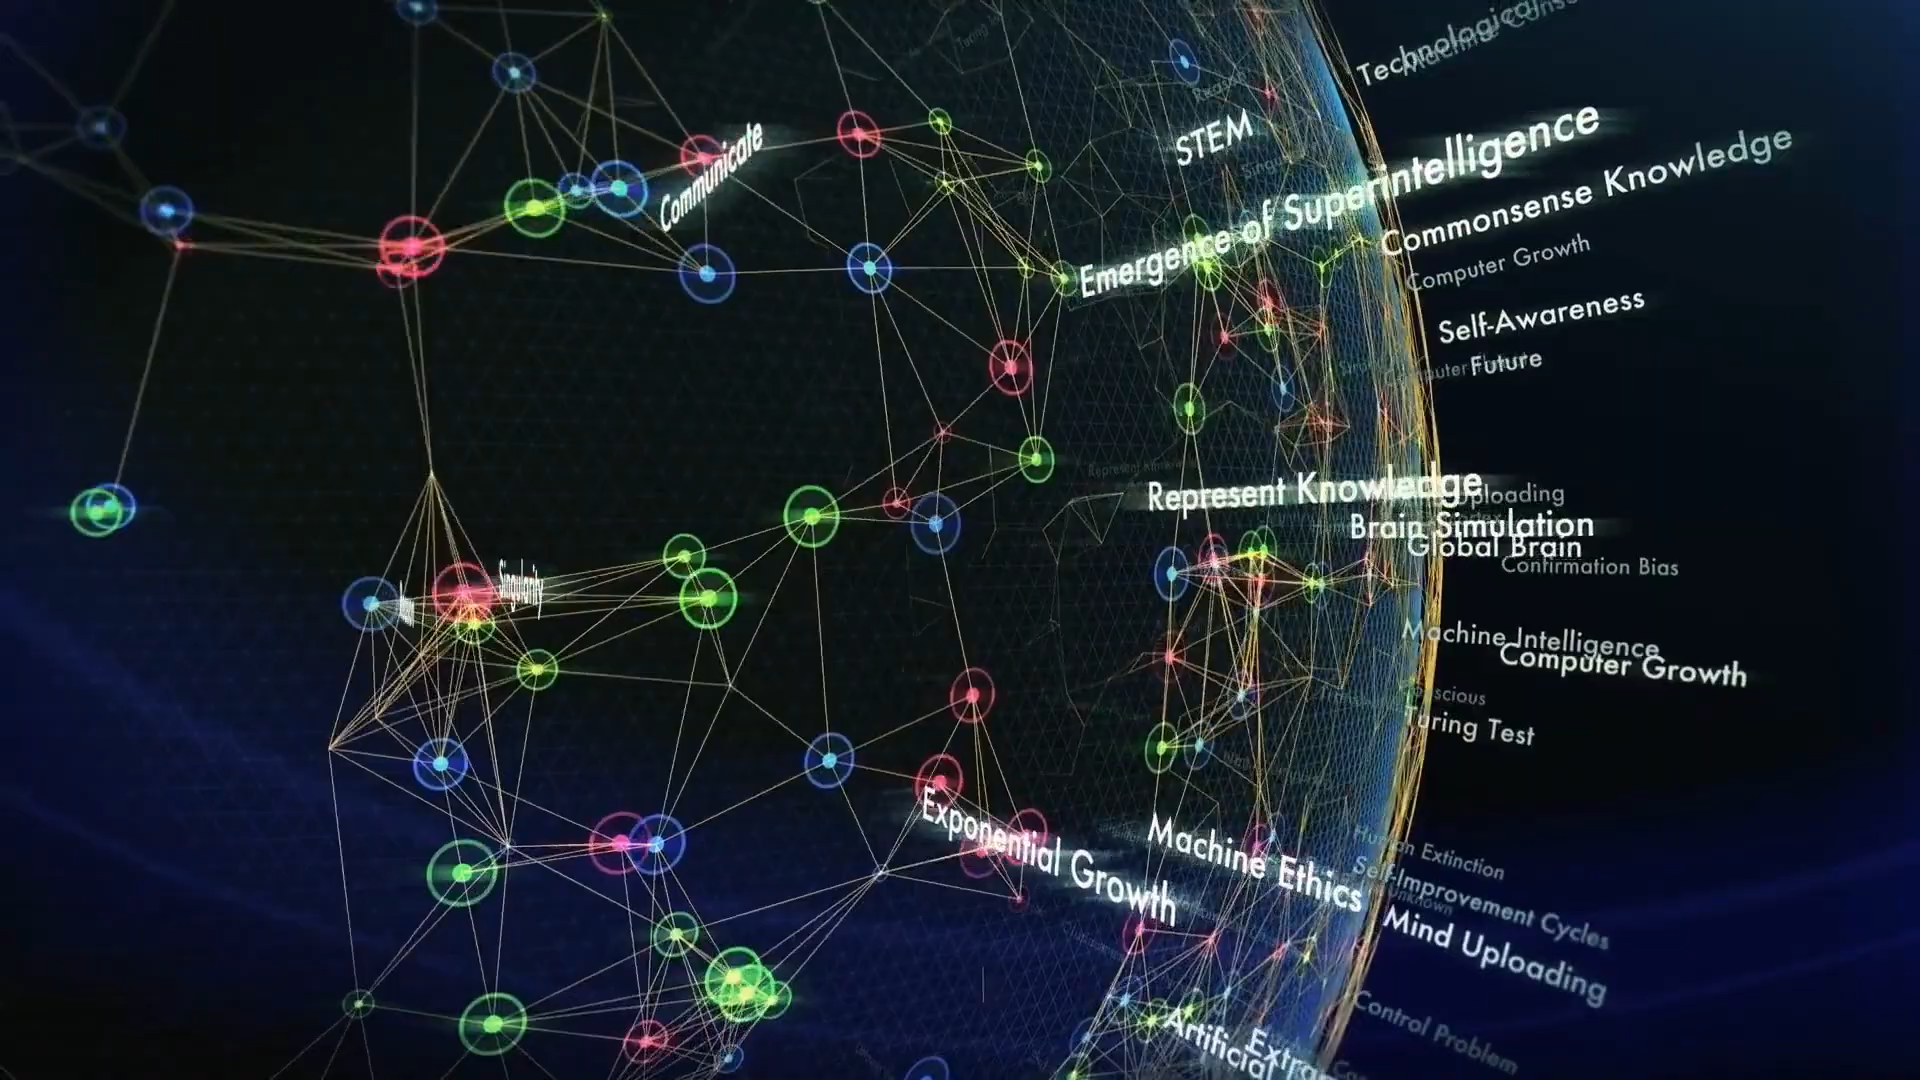 Technological
STEM
Communicate
Emergence of Superintelligence
Commonsense Knowledge
Computer Growth
Self-Awareness
Future
Represent Knowledge
Uploading
Brain Simulation
Global Brain
Confirmation Bias
Singularity
Machine Intelligence
Computer Growth
Turing Test
Exponential Growth
Machine Ethics
Human Extinction
Self-Improvement Cycles
Unknown
Mind Uploading
Control Problem
Artificial